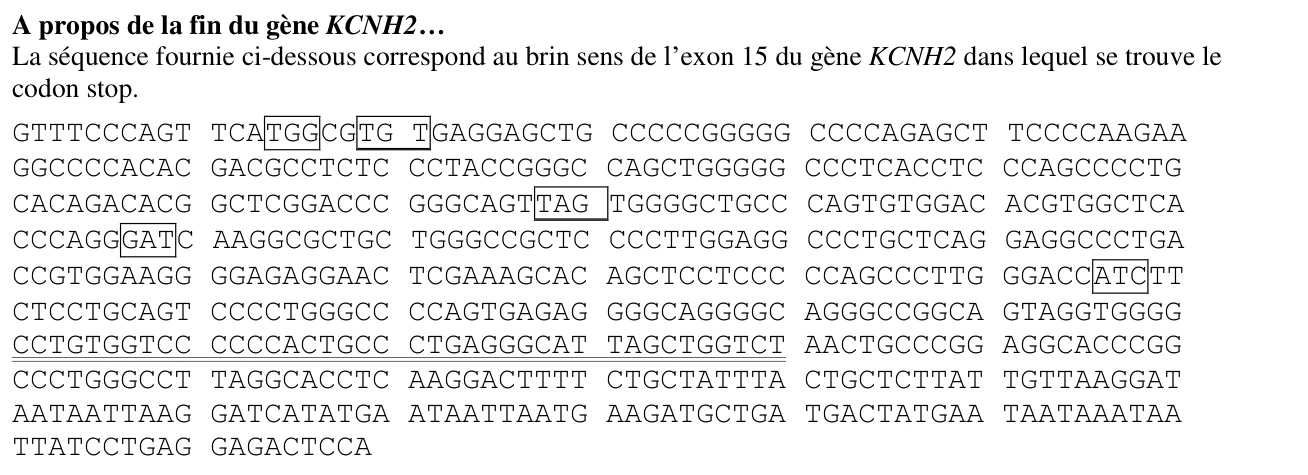 A propos de la fin du gène KCNH2…
La séquence fournie ci-dessous correspond au brin sens de l'exon 15 du gène KCNH2 dans lequel se trouve le
codon stop.
GTTTCCCAGT TCATGGCGTG TGAGGAGCTG CCCCCGGGGG CCCCAGAGCT TCCCCAAGAA
GGCCCCACAC GACGCCTCTC CCTACCGGGC CAGCTGGGGG CCCTCACCTC CCAGCCCCTG
CACAGACACG GCTCGGACCC GGGCAGTTAG TGGGGCTGCC CAGTGTGGAC ACGTGGCTCA
CCCAGGGATC AAGGCGCTGC TGGGCCGCTC CCCTTGGAGG CCCTGCTCAG GAGGCCCTGA
CCGTGGAAGG GGAGAGGAAC TCGAAAGCAC AGCTCCTCCC CCAGCCCTTG GGACCATCTT
CTCCTGCAGT CCCCTGGGCC CCAGTGAGAG GGGCAGGGGC AGGGCCGGCA GTAGGTGGGG
CCTGTGGTCC CCCCACTGCC CTGAGGGCAT TAGCTGGTCT AACTGCCCGG AGGCACCCGG
CCCTGGGCCT TAGGCACCTC AAGGACTTTT CTGCTATTTA CTGCTCTTAT TGTTAAGGAT
AATAATTAAG GATCATATGA ATAATTAATG AAGATGCTGA TGACTATGAA TAATAAATAA
TTATCCTGAG GAGACTCCA